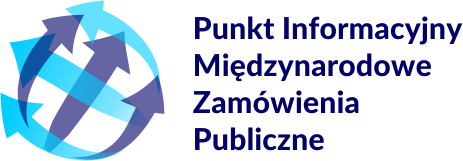 Punkt Informacyjny
Międzynarodowe
Zamówienia
Publiczne